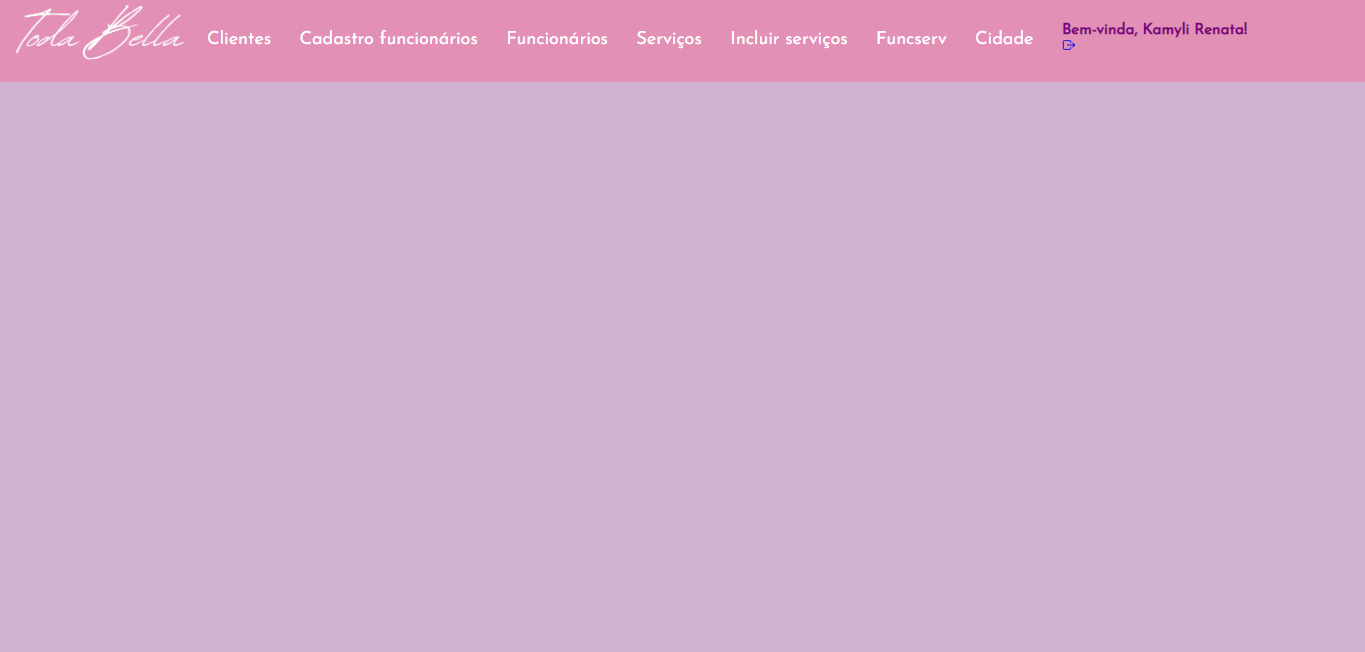 Toda Bella
Clientes
Cadastro funcionários
Funcionários
Serviços
Incluir serviços
Funcserv
Cidade
Bem-vinda, Kamyli Renata!